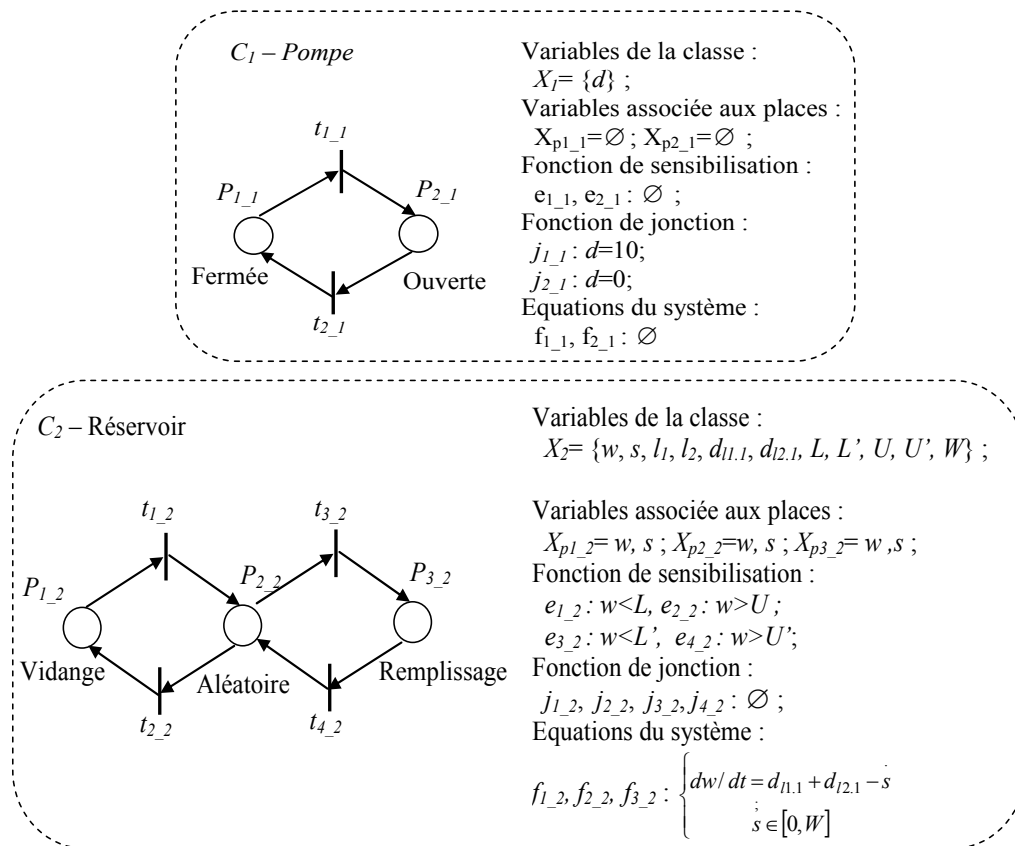 C1 – Pompe
t1_1
P1_1
P2_1
Fermée
Ouverte
t2_1
Variables de la classe :
X1= {d} ;
Variables associée aux places :
Xp1_1=∅ ; Xp2_1=∅ ;
Fonction de sensibilisation :
e1_1, e2_1 : ∅ ;
Fonction de jonction :
j1_1 : d=10;
j2_1 : d=0;
Equations du système :
f1_1, f2_1 : ∅
C2 – Réservoir
t1_2
t3_2
P1_2
P2_2
P3_2
Vidange
Aléatoire
Remplissage
t2_2
t4_2
Variables de la classe :
X2= {w, s, l1, l2, dl1.1, dl2.1, L, L’, U, U’, W} ;
Variables associée aux places :
Xp1_2= w, s ; Xp2_2=w, s ; Xp3_2= w ,s ;
Fonction de sensibilisation :
e1_2 : w<L, e2_2 : w>U ;
e3_2 : w<L’, e4_2 : w>U’;
Fonction de jonction :
j1_2, j2_2, j3_2, j4_2 : ∅ ;
Equations du système :
f1_2, f2_2, f3_2 : { dw/dt = dl1.1 + dl2.1 − s
;
s ∈ [0,W]